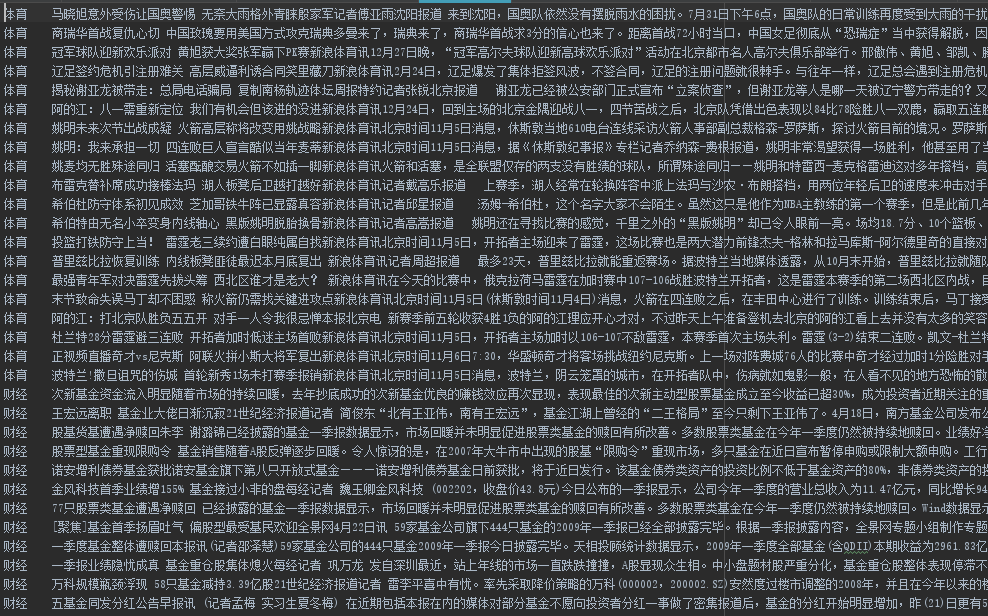 体育 马晓旭意外受伤让国奥警惕 无奈大雨格外青睐殷家军记者傅亚雨沈阳报道 来到沈阳，国奥队依然没有摆脱雨水的困扰。7月31日下午6点，国奥队的日常训练再度受到大雨的干扰
体育 商瑞华首战复仇心切 中国玫瑰要用美国方式攻克瑞典多曼来了，瑞典来了，商瑞华首战求3分的信心也来了。距离首战72小时当日，中国女足彻底从“恐瑞症”当中获得解脱，因
体育 冠军球队迎新欢乐派对 黄旭获大奖张军赢下PK赛新浪体育讯12月27日晚，“冠军高尔夫球队迎新高球欢乐派对”活动在北京都市名人高尔夫俱乐部举行。邢傲伟、黄旭、邹凯、滕
体育 辽足签约危机引注册难关 高层威逼利诱合同笑里藏刀新浪体育讯2月24日，辽足爆发了集体拒签风波，不签合同，辽足的注册问题就很棘手。与往年一样，辽足总会遇到注册危机
体育 揭秘谢亚龙被带走：总局电话骗局 复制南杨轨迹体坛周报特约记者张锐北京报道 谢亚龙已经被公安部门正式宣布“立案侦查”，但谢亚龙等人是哪一天被辽宁警方带走的？又
体育 阿的江：八一需重新定位 我们有机会但该进的没进新浪体育讯12月24日，回到主场的北京金隅迎战八一，四节苦战之后，北京队凭借出色表现以84比78险胜八一双鹿，赢取五连胜
体育 姚明未来次节出战成疑 火箭高层称将改变用姚战略新浪体育讯北京时间11月5日消息，休斯敦当地610电台连线采访火箭人事部副总裁格森-罗萨斯，探讨火箭目前的境况。罗萨斯
体育 姚明：我来承担一切 四连败巨人宣言酷似当年麦蒂新浪体育讯北京时间11月5日消息，据《休斯敦纪事报》专栏记者乔纳森-费根报道，姚明非常渴望获得一场胜利，他甚至用了当
体育 姚麦均无胜殊途同归 活塞酝酿交易火箭不如插一脚新浪体育讯火箭和活塞，是全联盟仅存的两支没有胜绩的球队，所谓殊途同归——姚明和特雷西-麦克格雷迪这对多年搭档，竟
体育 布雷克替补席成功接棒法玛 湖人板凳后卫越打越好新浪体育讯记者戴高乐报道 上赛季，湖人经常在轮换阵容中派上法玛与沙农·布朗搭档，用两位年轻后卫的速度来冲击对手
体育 希伯杜防守体系初见成效 芝加哥铁牛阵已显露真容新浪体育讯记者邱星报道 汤姆-希伯杜，这个名字大家不会陌生。虽然这只是他作为NBA主教练的第一个赛季，但是此前几年
体育 希伯特由无名小卒变身内线轴心 黑版姚明脱胎换骨新浪体育讯记者高嵩报道 姚明还在寻找比赛的感觉，千里之外的“黑版姚明”却已令人眼前一亮。场均18.7分、10个篮板、
体育 投篮打铁防守上当！ 雷霆老三续约遭白眼纯属自找新浪体育讯北京时间11月5日，开拓者主场迎来了雷霆，这场比赛也是两大潜力前锋杰夫-格林和拉马库斯-阿尔德里奇的直接对
体育 普里兹比拉恢复训练 内线板凳匪徒最迟本月底复出 新浪体育讯记者周超报道 最多23天，普里兹比拉就能重返赛场。据波特兰当地媒体透露，从10月末开始，普里兹比拉就随队
体育 最强青年军对决雷霆先拔头筹 西北区谁才是老大？ 新浪体育讯在今天的比赛中，俄克拉荷马雷霆在加时赛中107-106战胜波特兰开拓者，这是雷霆本赛季的第二场西北区内战，目
体育 末节致命失误马丁却不困惑 称火箭仍需找关键进攻点新浪体育讯北京时间11月5日(休斯敦时间11月4日)消息，火箭在四连败之后，在丰田中心进行了训练。训练结束后，马丁接受
体育 阿的江：打北京队胜负五五开 对手一人令我很忌惮本报北京电 新赛季前五轮收获4胜1负的阿的江理应开心才对，不过昨天上午准备登机去北京的阿的江看上去并没有太多的笑容
体育 杜兰特28分雷霆避三连败 开拓者加时低迷主场首败新浪体育讯北京时间11月5日，开拓者主场加时以106-107不敌雷霆，本赛季首次主场失利。雷霆(3-2)结束二连败。凯文-杜兰特
体育 正视频直播奇才vs尼克斯 阿联火拼小斯大将军复出新浪体育讯北京时间11月6日7:30，华盛顿奇才将客场挑战纽约尼克斯。上一场对阵费城76人的比赛中奇才经过加时1分险胜对手
体育 波特兰!撒旦诅咒的伤城 首轮新秀1场未打赛季报销新浪体育讯北京时间11月5日消息，波特兰，阴云笼罩的城市，在开拓者队中，伤病就如鬼影一般，在人看不见的地方恐怖的散
财经 次新基金资金流入明显随着市场的持续回暖，去年抄底成功的次新基金优良的赚钱效应再次显现，表现最佳的次新主动型股票基金成立至今收益已超30%，成为投资者近期关注的重
财经 王宏远离职 基金业大佬日渐沉寂21世纪经济报道记者 简俊东“北有王亚伟，南有王宏远”，基金江湖上曾经的“二王格局”至今只剩下王亚伟了。4月18日，南方基金公司发布公
财经 股基货基遭遇净赎回朱李 谢潞锦已经披露的基金一季报数据显示，市场回暖并未明显促进股票类基金的赎回有所改善。多数股票类基金在今年一季度仍然被持续地赎回。业绩好净
财经 股票型基金重现限购令 基金销售随着A股反弹逐步回暖。令人惊讶的是，在2007年大牛市中出现的股基“限购令”重现市场，多只基金在近日宣布暂停申购或限制大额申购。工行
财经 诺安增利债券基金获批诺安基金旗下第八只开放式基金———诺安增利债券基金日前获批，将于近日发行。该基金债券类资产的投资比例不低于基金资产的80%，非债券类资产的投
财经 金风科技首季业绩增155% 基金接过小非的盘每经记者 魏玉卿金风科技 (002202，收盘价43.8元)今日公布的一季报显示，公司今年一季度的营业总收入为11.47亿元，同比增长94
财经 77只股票类基金遭遇净赎回 已经披露的基金一季报数据显示，市场回暖并未明显促进股票类基金的赎回有所改善。多数股票类基金在今年一季度仍然被持续地赎回。Wind数据显示
财经 [聚焦]基金首季扬眉吐气 偏股型最受基民欢迎全景网4月22日讯 59家基金公司旗下444只基金的2009年一季报已经全部披露完毕。根据一季报披露内容，全景网专题小组制作专题
财经 一季度基金整体遭赎回本报讯(记者邵泽慧)59家基金公司的444只基金2009年一季报今日披露完毕。天相投顾统计数据显示，2009年一季度全部基金(含QDII)本期收益为2961.83亿
财经 一季报业绩隐忧成真 基金重仓股集体熄火每经记者 巩万龙 发自深圳最近，站上年线的市场一直跌跌撞撞，A股显现众生相。中小盘题材股严重分化，基金重仓股整体表现停滞不
财经 万科规模瓶颈浮现 58只基金减持3.39亿股21世纪经济报道记者 雷李平喜中有忧。率先采取降价策略的万科(000002，200002.SZ)安然度过楼市调整的2008年，并且在今年以来的楼
财经 五基金同发分红公告早报讯 (记者孟梅 实习生夏冬梅) 在近期包括本报在内的媒体对部分基金不愿向投资者分红一事做了密集报道后，基金的分红开始明显增加，昨(21)日更有立